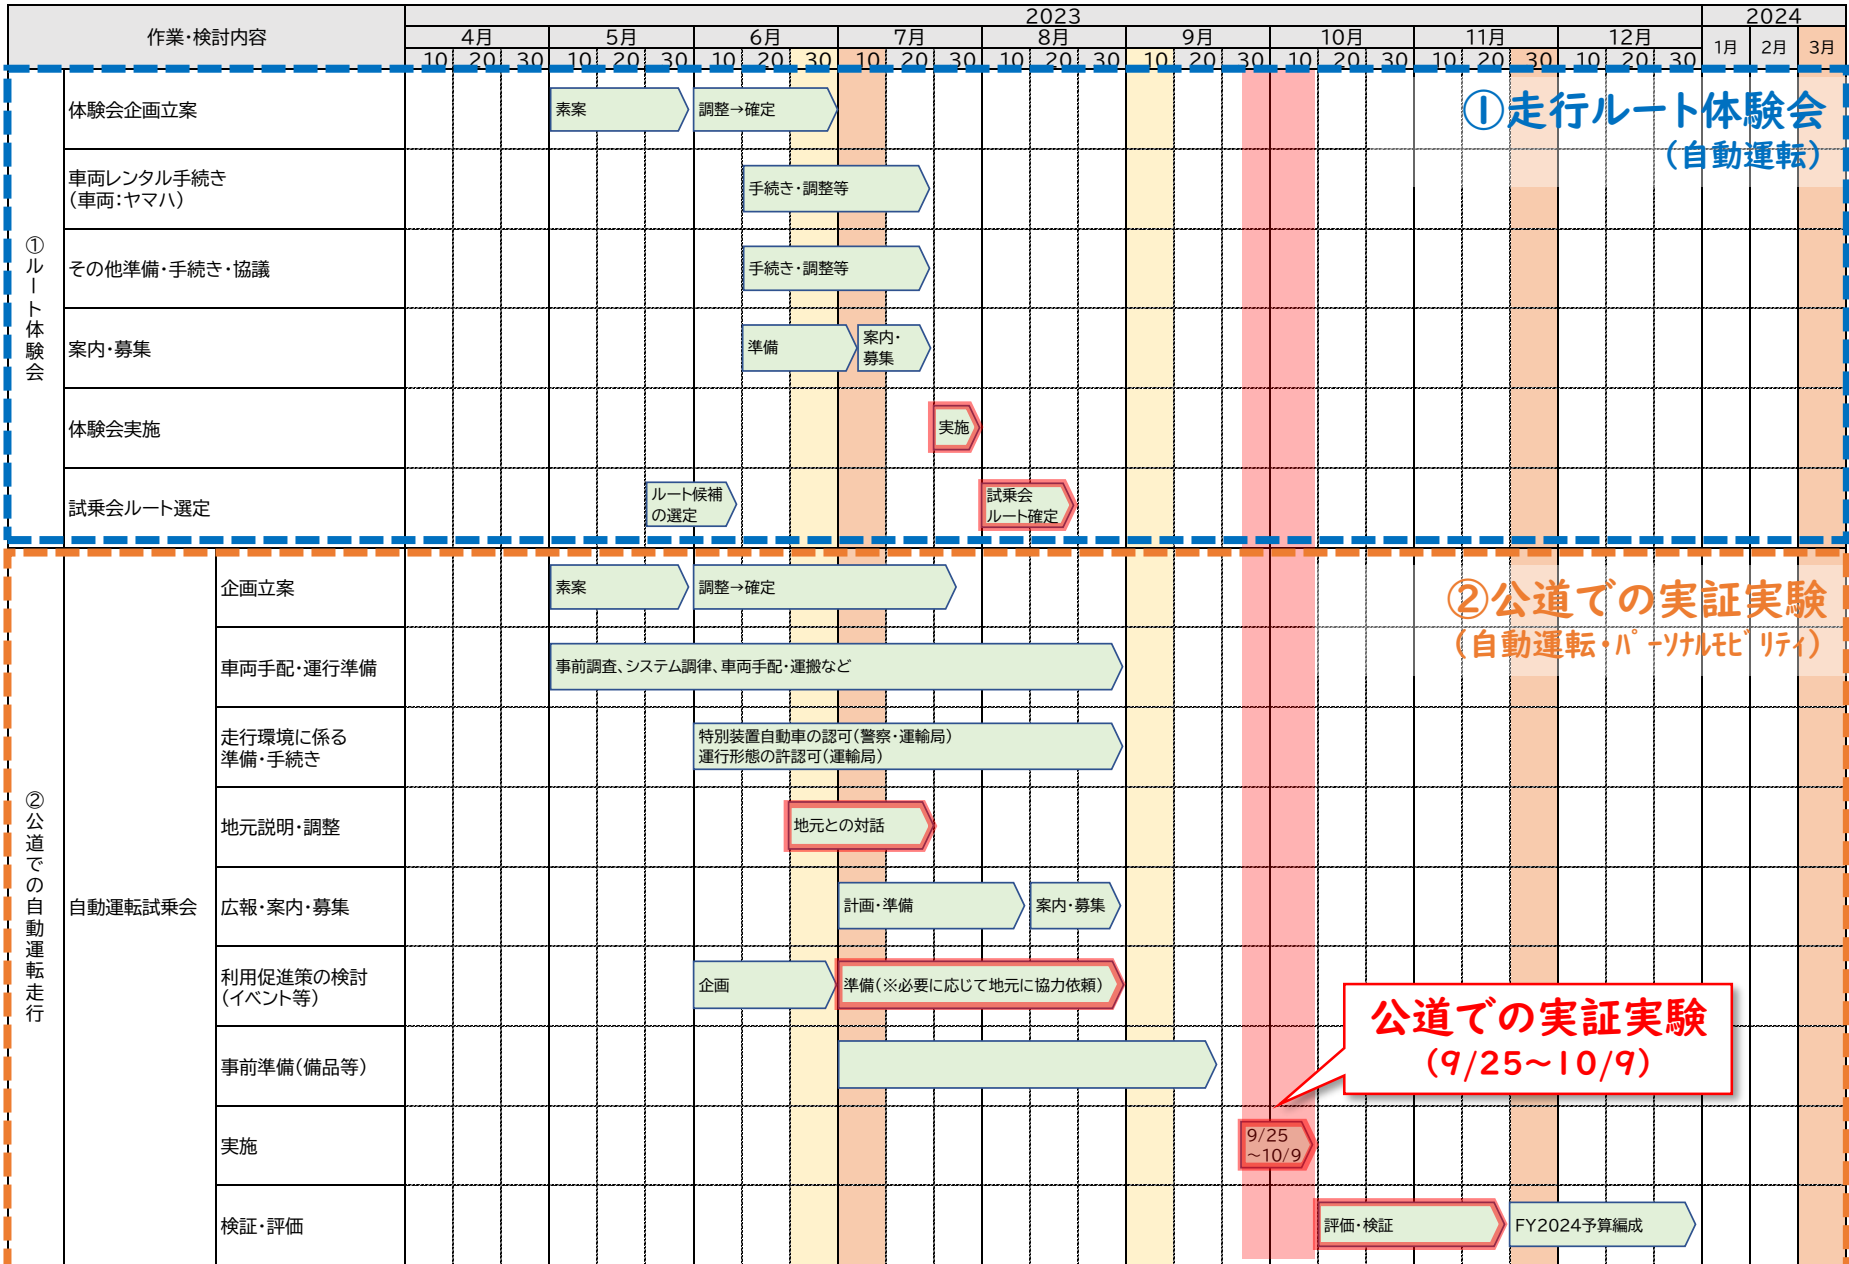 作業・検討内容
2023
2024
4月
5月
6月
7月
8月
9月
10月
11月
12月
1月
2月
3月
10 20 30 10 20 30 10 20 30 10 20 30 10 20 30 10 20 30 10 20 30 10 20 30 10 20 30
①走行ルート体験会
(自動運転)
①ルート体験会
体験会企画立案
素案
調整→確定
車両レンタル手続き
(車両:ヤマハ)
手続き・調整等
その他準備・手続き・協議
手続き・調整等
案内・募集
準備
案内・
募集
体験会実施
実施
試乗会ルート選定
ルート候補
の選定
試乗会
ルート確定
②公道での実証実験
(自動運転・パーソナルモビリティ)
②公道での自動運転走行
自動運転試乗会
企画立案
素案
調整→確定
車両手配・運行準備
事前調査、システム調律、車両手配・運搬など
走行環境に係る
準備・手続き
特別装置自動車の認可(警察・運輸局)
運行形態の許認可(運輸局)
地元説明・調整
地元との対話
広報・案内・募集
計画・準備
案内・募集
利用促進策の検討
(イベント等)
企画
準備(※必要に応じて地元に協力依頼)
公道での実証実験
(9/25~10/9)
事前準備(備品等)
実施
9/25
~10/9
検証・評価
評価・検証
FY2024予算編成